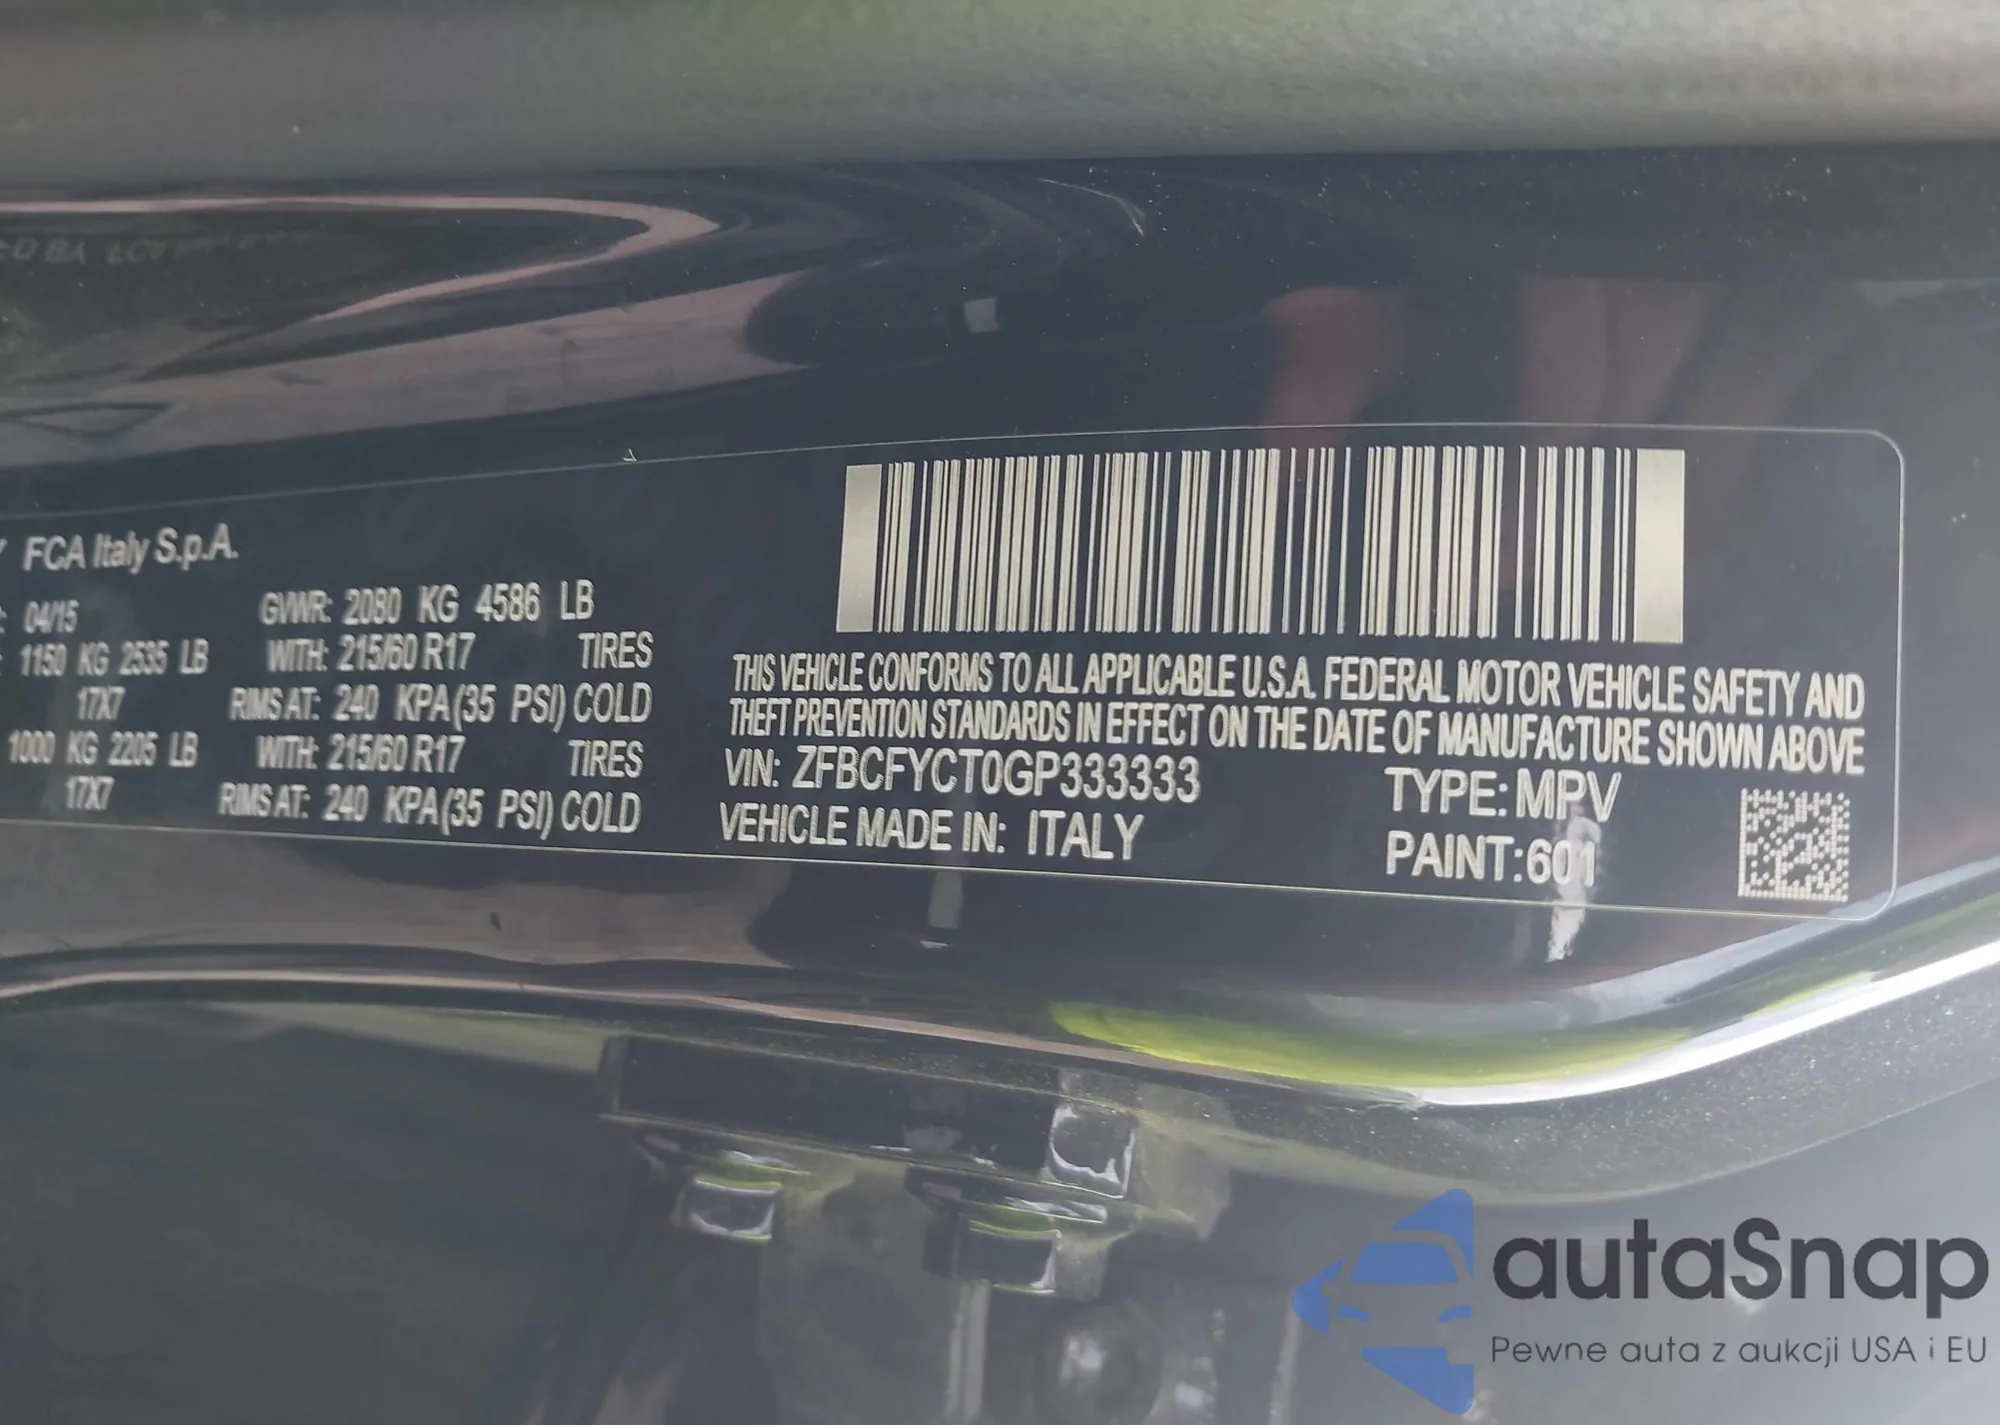 FCA Italy S.p.A.
04/15 GVWR: 2080 KG 4586 LB
1150 KG 2535 LB WITH: 215/60 R17 TIRES
17X7 RIMS AT: 240 KPA(35 PSI) COLD
1000 KG 2205 LB WITH: 215/60 R17 TIRES
17X7 RIMS AT: 240 KPA(35 PSI) COLD
THIS VEHICLE CONFORMS TO ALL APPLICABLE U.S.A. FEDERAL MOTOR VEHICLE SAFETY AND
THEFT PREVENTION STANDARDS IN EFFECT ON THE DATE OF MANUFACTURE SHOWN ABOVE
VIN: ZFBCFYCT0GP333333 TYPE: MPV
VEHICLE MADE IN: ITALY PAINT:601
autaSnap
Pewne auta z aukcji USA i EU